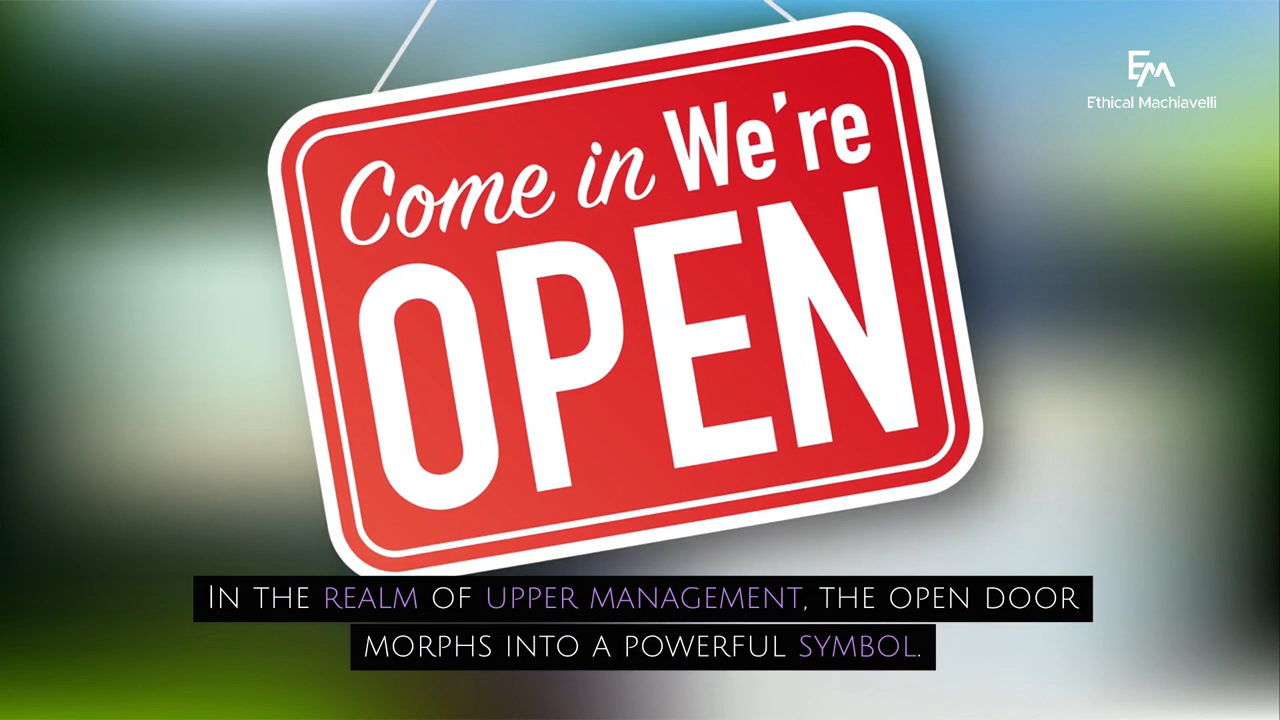 EM
Ethical Machiavelli
Come in We're
OPEN
IN THE REALM OF UPPER MANAGEMENT, THE OPEN DOOR
MORPHS INTO A POWERFUL SYMBOL.